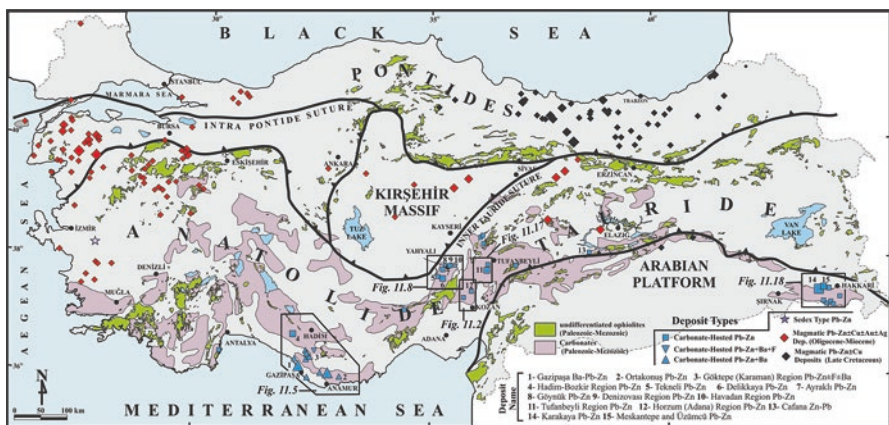 BLACK SEA
PONTIDES
İSTANBUL
MARMARA SEA
TRABZON
BURSA
INTRA PONTIDE SUTURE
ESKİŞEHİR
ANKARA
ERZİNCAN
KIRŞEHİR
MASSIF
INNER TAURIDE SUTURE
AEGEAN SEA
İZMİR
TUZ
LAKE
KAYSERİ
Fig. 11.17
ELAZIĞ
VAN
LAKE
ANATOLIDE
TAURIDE
YAHYALI
TUFANBEYLİ
DENİZLİ
Fig. 11.8
ARABIAN
PLATFORM
Fig. 11.18
HAKKARİ
MUĞLA
KOZAN
ŞIRNAK
Fig. 11.2
HADİM
ADANA
ANTALYA
GAZİPAŞA
ANAMUR
Fig. 11.5
MEDITERRANEAN SEA
N
0 50 100 km
undifferentiated ophiolites
(Paleozoic-Mezozoic)
Carbonates
(Paleozoic-Mezozoic)
Deposit Types
Carbonate-Hosted Pb-Zn
Carbonate-Hosted Pb-Zn+Ba+F
Carbonate-Hosted Pb-Zn+Ba
Sedex Type Pb-Zn
Magmatic Pb-Zn±Cu±Au±Ag
Dep. (Oligocene-Miocene)
Magmatic Pb-Zn±Cu
Deposits (Late Cretaceous)
Deposit
Name
1- Gazipaşa Ba-Pb-Zn 2- Ortakonuş Pb-Zn 3- Göktepe (Karaman) Region Pb-Zn±F±Ba
4- Hadim-Bozkir Region Pb-Zn 5- Tekneli Pb-Zn 6- Delikkaya Pb-Zn 7- Ayraklı Pb-Zn
8- Göynük Pb-Zn 9- Denizovası Region Pb-Zn 10- Havadan Region Pb-Zn
11- Tufanbeyli Region Pb-Zn 12- Horzum (Adana) Region Pb-Zn 13- Cafana Zn-Pb
14- Karakaya Pb-Zn 15- Meskantepe and Üzümcü Pb-Zn